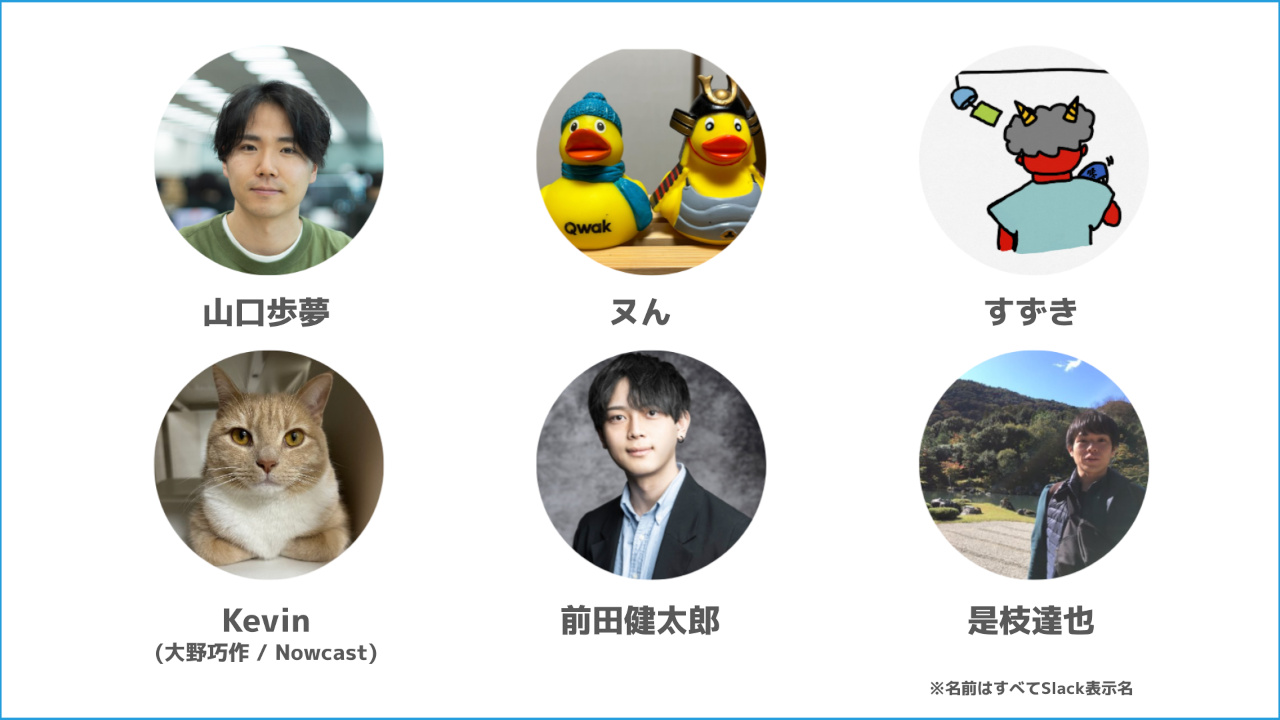 Qwak
山口歩夢
ヌん
すずき
Kevin
(大野巧作 / Nowcast)
前田健太郎
是枝達也
※名前はすべてSlack表示名